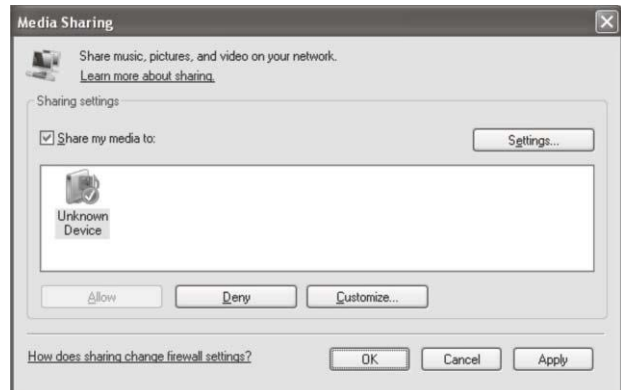 Media Sharing
Share music, pictures, and video on your network.
Learn more about sharing.
Sharing settings
Share my media to:
Settings...
Unknown
Device
Allow
Deny
Customize...
How does sharing change firewall settings?
OK
Cancel
Apply